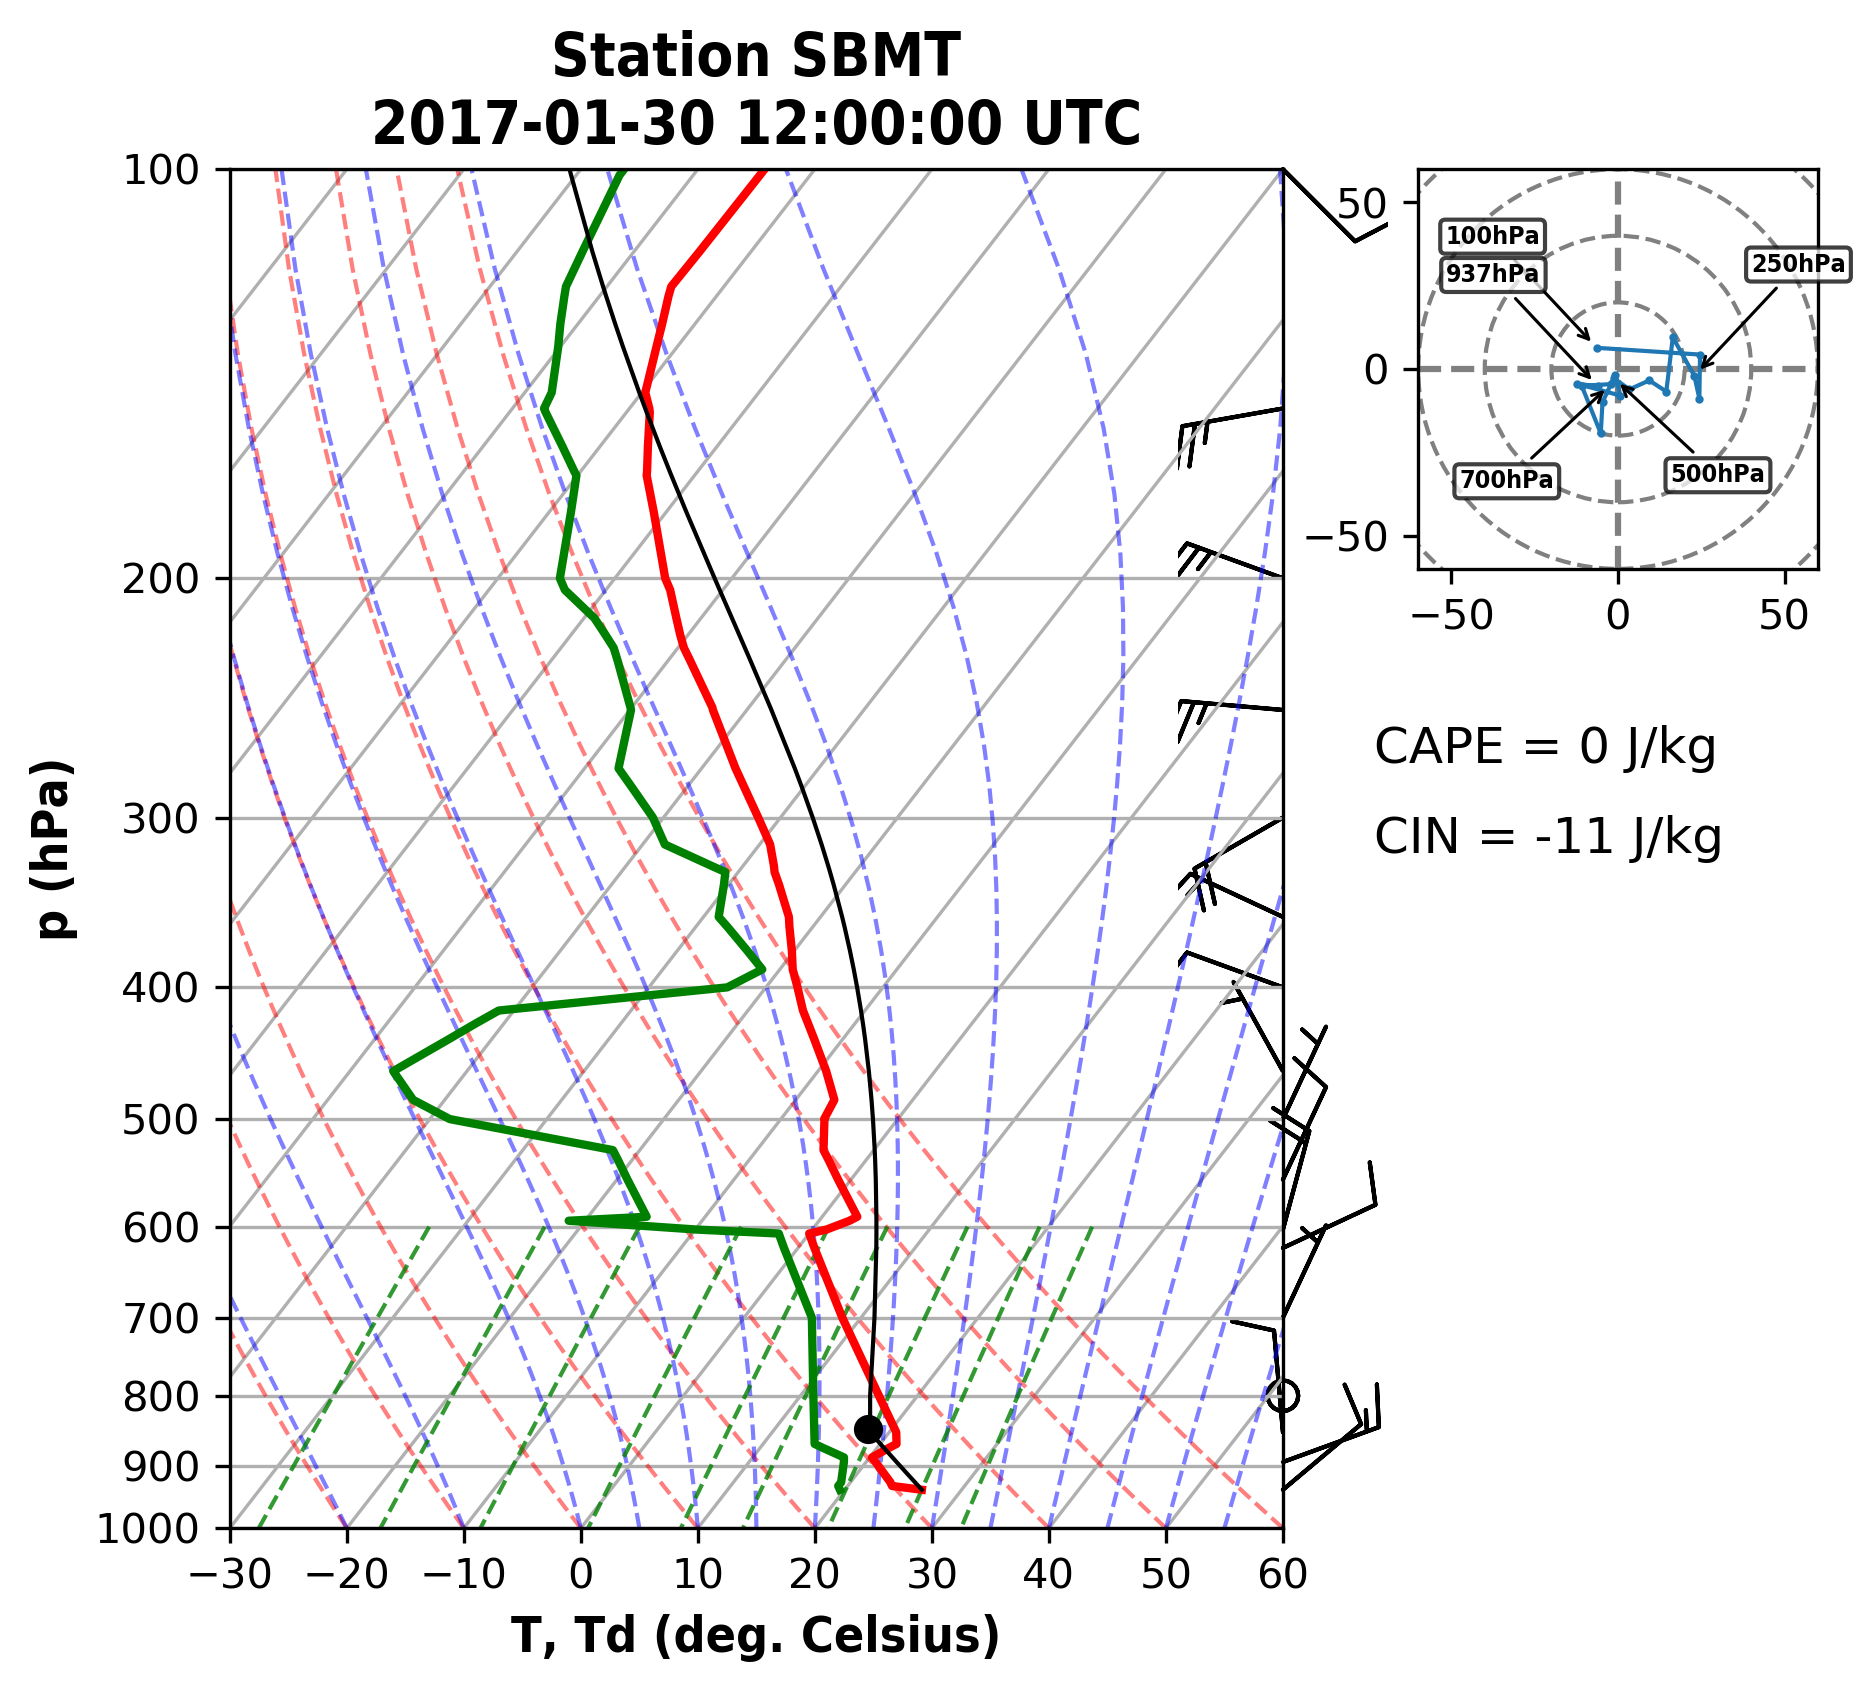 Station SBMT
2017-01-30 12:00:00 UTC
100
200
300
400
500
600
700
800
900
1000
p (hPa)
−30 −20 −10 0 10 20 30 40 50 60
T, Td (deg. Celsius)
50
0
−50
−50 0 50
100hPa
937hPa
250hPa
700hPa
500hPa
CAPE = 0 J/kg
CIN = -11 J/kg